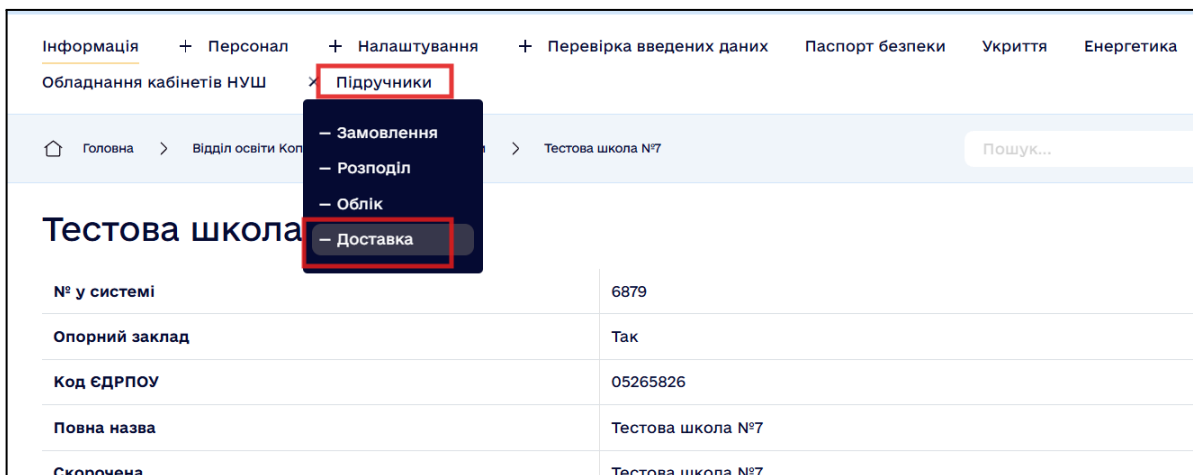 Інформація + Персонал + Налаштування + Перевірка введених даних Паспорт безпеки Укриття Енергетика
Обладнання кабінетів НУШ × Підручники
— Замовлення
— Розподіл
— Облік
— Доставка
Головна > Відділ освіти > Тестова школа №7
Пошук...
Тестова школа
№ у системі 6879
Опорний заклад Так
Код ЄДРПОУ 05265826
Повна назва Тестова школа №7
Скорочена Тестова школа №7